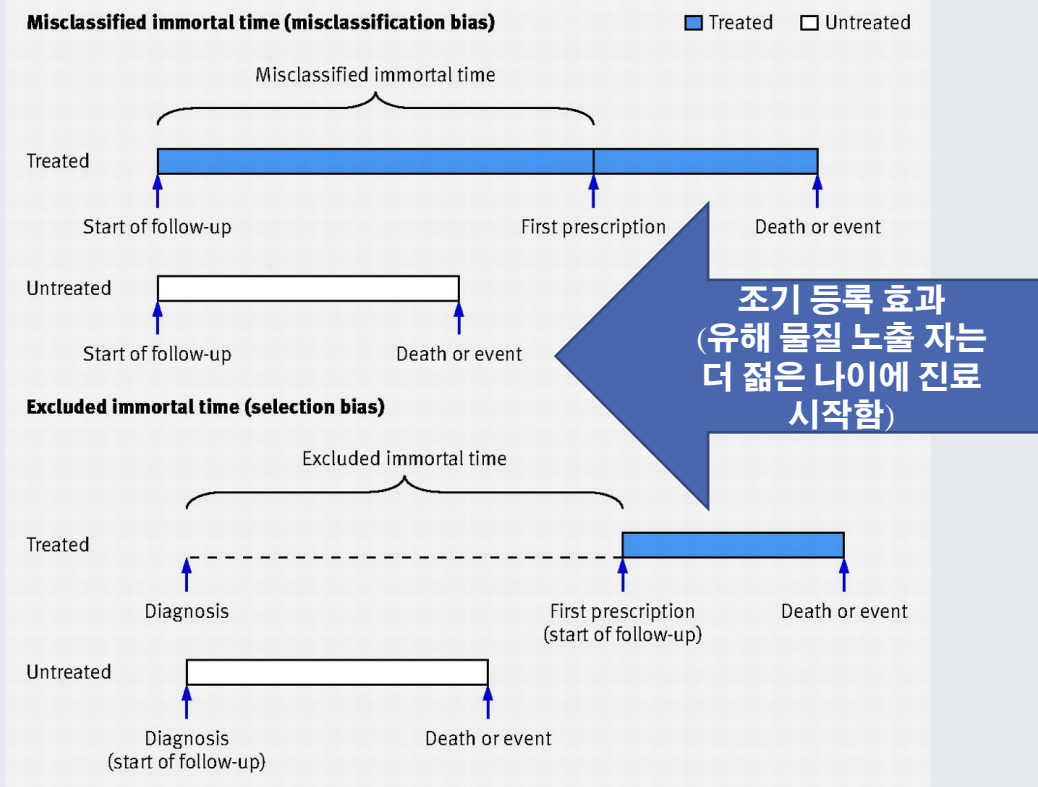 Misclassified immortal time (misclassification bias)
Treated
Untreated
Misclassified immortal time
Treated
Start of follow-up
First prescription
Death or event
Untreated
Start of follow-up
Death or event
조기 등록 효과
(유해 물질 노출 자는
더 젊은 나이에 진료
시작함)
Excluded immortal time (selection bias)
Excluded immortal time
Treated
Diagnosis
First prescription
(start of follow-up)
Death or event
Untreated
Diagnosis
(start of follow-up)
Death or event